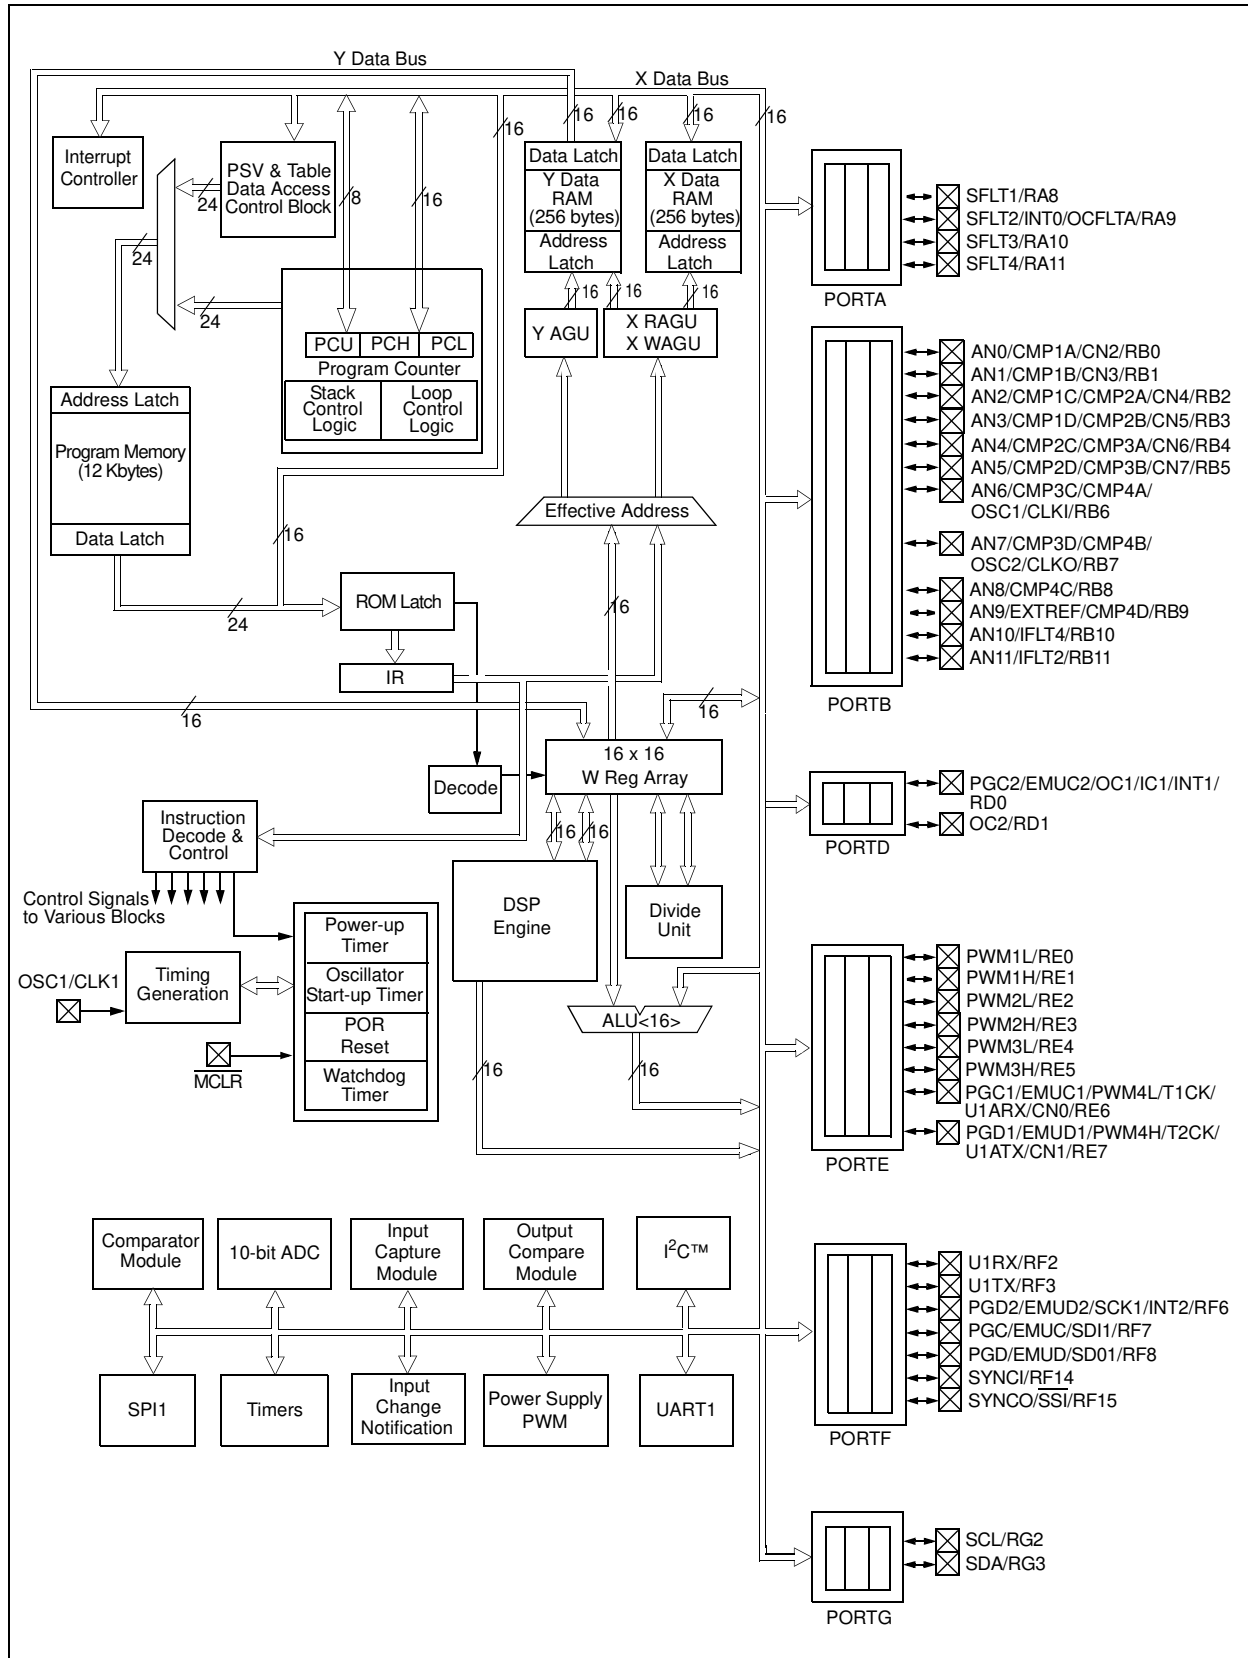 Y Data Bus
X Data Bus
16
16
16
16
16
Interrupt
Controller
PSV & Table
Data Access
Control Block
24
8
16
24
24
Data Latch
Y Data
RAM
(256 bytes)
Address
Latch
Data Latch
X Data
RAM
(256 bytes)
Address
Latch
16
16
16
Y AGU
X RAGU
X WAGU
PCU
PCH
PCL
Program Counter
Stack
Control
Logic
Loop
Control
Logic
Address Latch
Program Memory
(12 Kbytes)
Data Latch
Effective Address
16
24
16
ROM Latch
IR
16
16
16 x 16
W Reg Array
Decode
Instruction
Decode &
Control
16
16
Control Signals
to Various Blocks
DSP
Engine
Divide
Unit
Power-up
Timer
Oscillator
Start-up Timer
POR
Reset
Watchdog
Timer
OSC1/CLK1
Timing
Generation
MCLR
ALU<16>
16
16
Comparator
Module
10-bit ADC
Input
Capture
Module
Output
Compare
Module
I2C™
SPI1
Timers
Input
Change
Notification
Power Supply
PWM
UART1
SFLT1/RA8
SFLT2/INT0/OCFLTA/RA9
SFLT3/RA10
SFLT4/RA11
PORTA
AN0/CMP1A/CN2/RB0
AN1/CMP1B/CN3/RB1
AN2/CMP1C/CMP2A/CN4/RB2
AN3/CMP1D/CMP2B/CN5/RB3
AN4/CMP2C/CMP3A/CN6/RB4
AN5/CMP2D/CMP3B/CN7/RB5
AN6/CMP3C/CMP4A/
OSC1/CLKI/RB6
AN7/CMP3D/CMP4B/
OSC2/CLKO/RB7
AN8/CMP4C/RB8
AN9/EXTREF/CMP4D/RB9
AN10/IFLT4/RB10
AN11/IFLT2/RB11
PORTB
PGC2/EMUC2/OC1/IC1/INT1/
RD0
OC2/RD1
PORTD
PWM1L/RE0
PWM1H/RE1
PWM2L/RE2
PWM2H/RE3
PWM3L/RE4
PWM3H/RE5
PGC1/EMUC1/PWM4L/T1CK/
U1ARX/CN0/RE6
PGD1/EMUD1/PWM4H/T2CK/
U1ATX/CN1/RE7
PORTE
U1RX/RF2
U1TX/RF3
PGD2/EMUD2/SCK1/INT2/RF6
PGC/EMUC/SDI1/RF7
PGD/EMUD/SD01/RF8
SYNCI/RF14
SYNCO/SSI/RF15
PORTF
SCL/RG2
SDA/RG3
PORTG